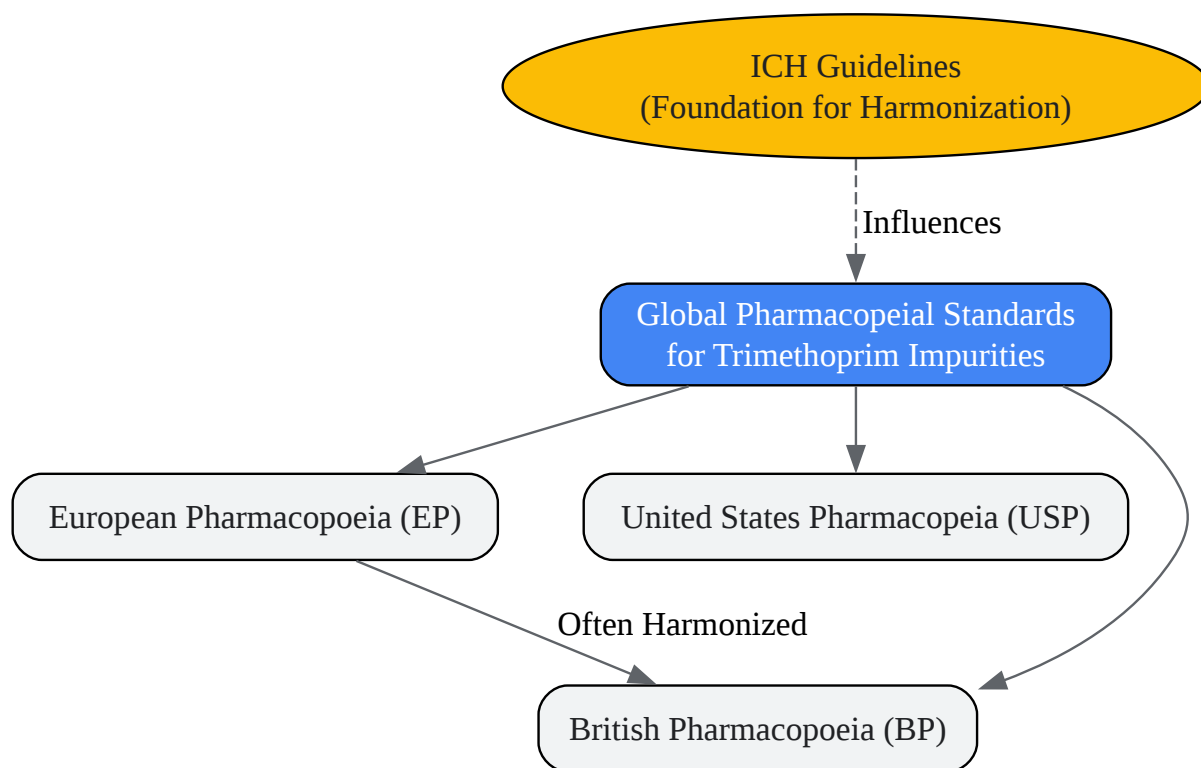 ICH Guidelines
(Foundation for Harmonization)
Influences
Global Pharmacopeial Standards
for Trimethoprim Impurities
European Pharmacopoeia (EP)
United States Pharmacopeia (USP)
Often Harmonized
British Pharmacopoeia (BP)